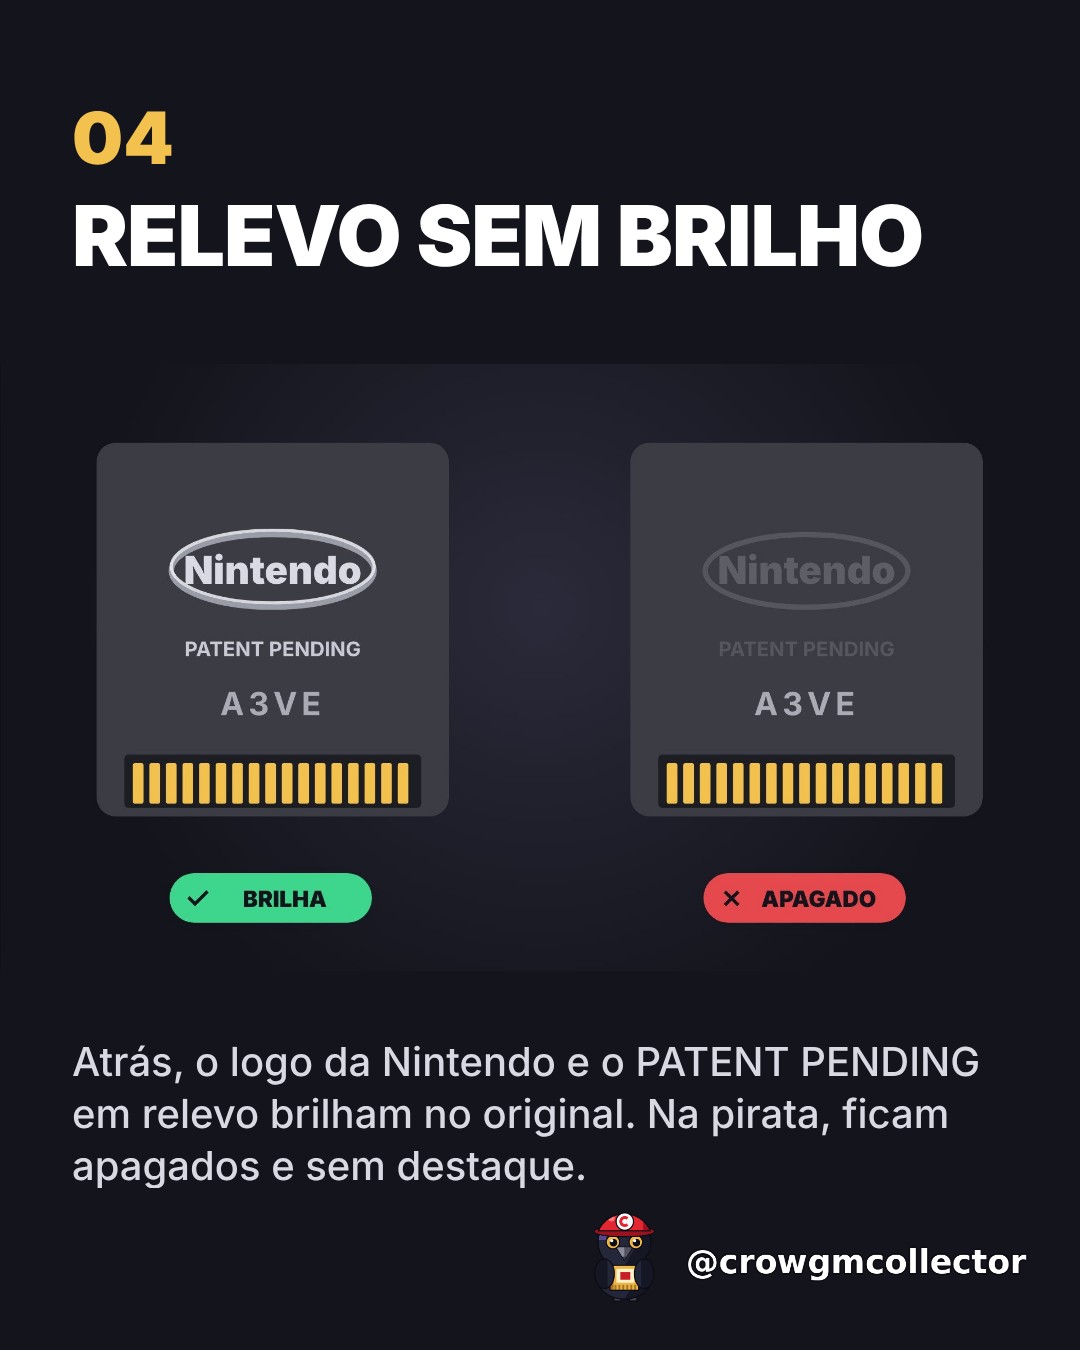 04
RELEVO SEM BRILHO
Nintendo
PATENT PENDING
A3VE
BRILHA
Nintendo
PATENT PENDING
A3VE
APAGADO
Atrás, o logo da Nintendo e o PATENT PENDING
em relevo brilham no original. Na pirata, ficam
apagados e sem destaque.
C
@crowgmcollector